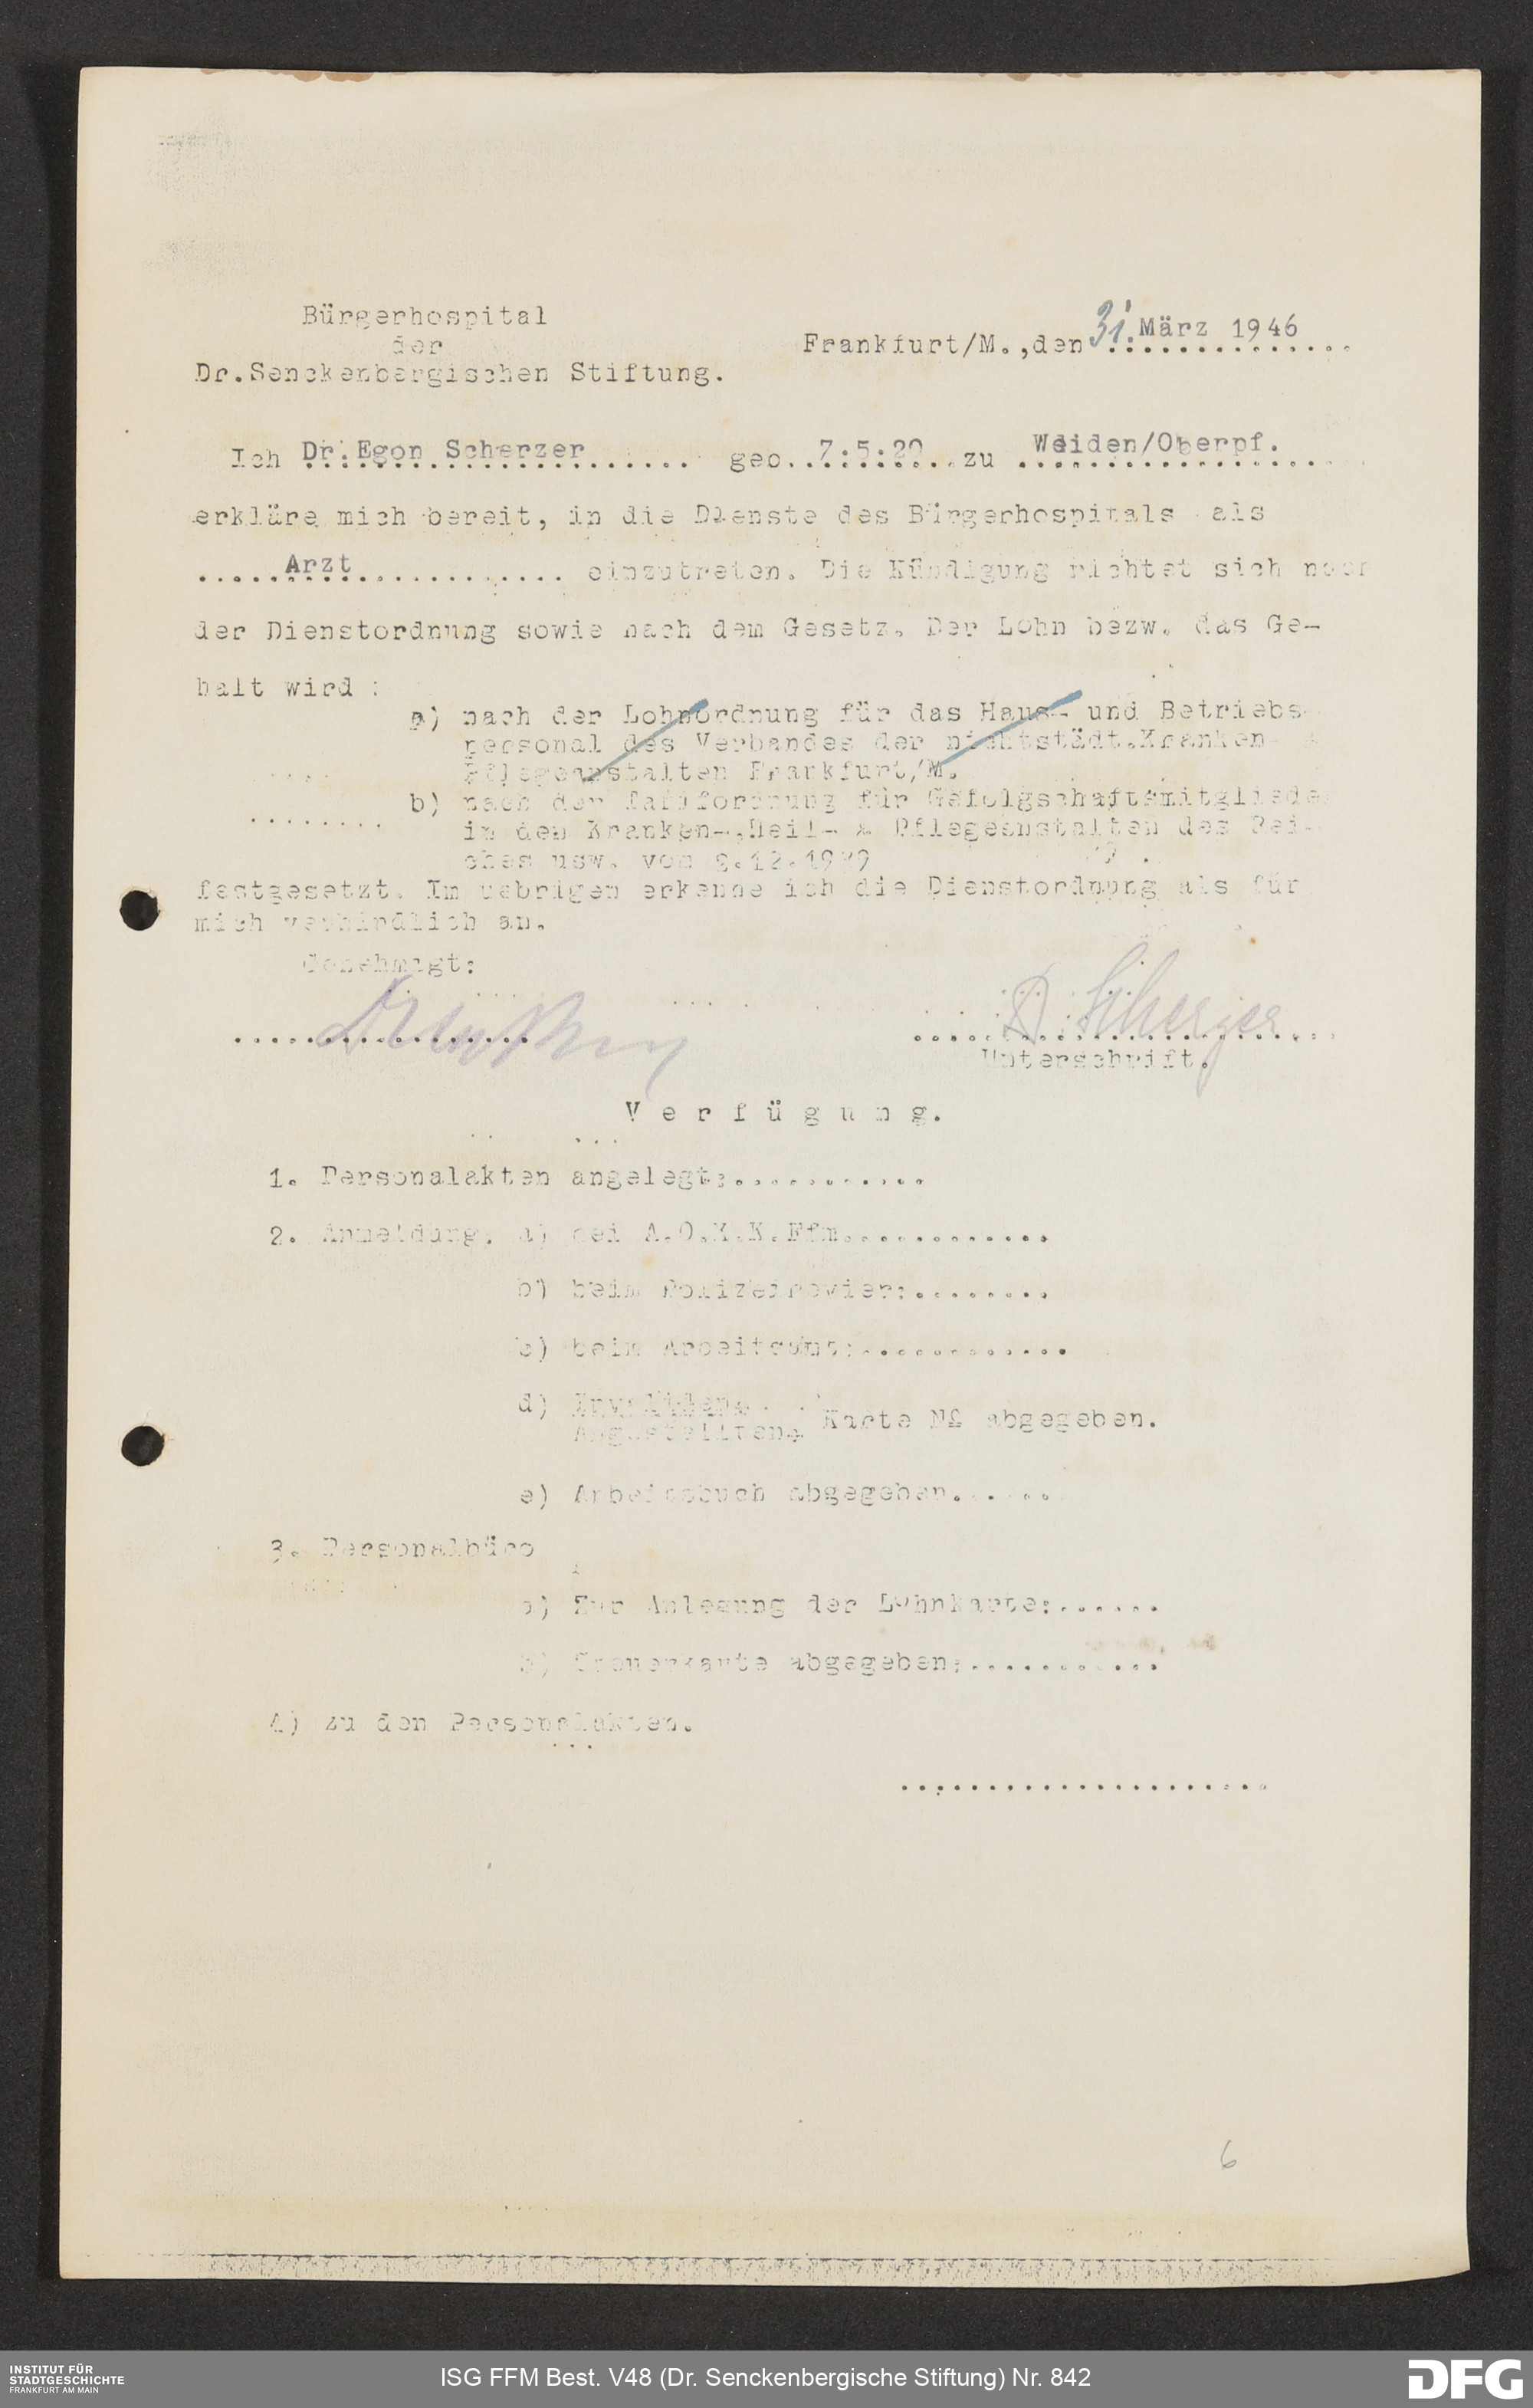 Bürgerhospital
der
Dr.Senckenbergischen Stiftung.
Frankfurt/M.,den 31. März 1946
Ich Dr.Egon Scherzer geb. 7.5.20 zu Weiden/Oberpf.
erkläre mich bereit, in die Dienste des Bürgerhospitals als
Arzt einzutreten. Die Kündigung richtet sich nach
der Dienstordnung sowie nach dem Gesetz. Der Lohn bezw. das Ge-
halt wird :
a) nach der Lohnordnung für das Haus- und Betriebs-
personal des Verbandes der nichtstädt.Kranken- &
Pflegeanstalten Frankfurt/M.
b) nach der Tarifordnung für Gefolgschaftsmitglieder
in den Kranken-,Heil- & Pflegeanstalten des Rei-
ches usw. vom
festgesetzt. Im uebrigen erkenne ich die Dienstordnung als für
mich verbindlich an.
Genehmigt:
Dr. Scherzer
Unterschrift.
V e r f ü g u n g.
1. Personalakten angelegt:............
2. Anmeldung: a) bei A.O.K.K.Ffm............
b) beim Polizeirevier:........
c) beim Arbeitsamt:............
d) Invaliden-
Angestellten- Karte No abgegeben.
e) Arbeitsbuch abgegeben.......
3. Personalbüro
a) Zur Anlegung der Lohnkarte:......
b) Steuerkarte abgegeben:...........
4) zu den Personalakten.
6
INSTITUT FÜR
STADTGESCHICHTE
FRANKFURT AM MAIN
ISG FFM Best. V48 (Dr. Senckenbergische Stiftung) Nr. 842
DFG